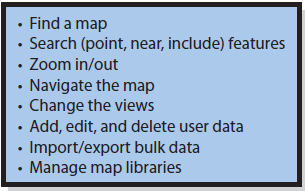 • Find a map
• Search (point, near, include) features
• Zoom in/out
• Navigate the map
• Change the views
• Add, edit, and delete user data
• Import/export bulk data
• Manage map libraries